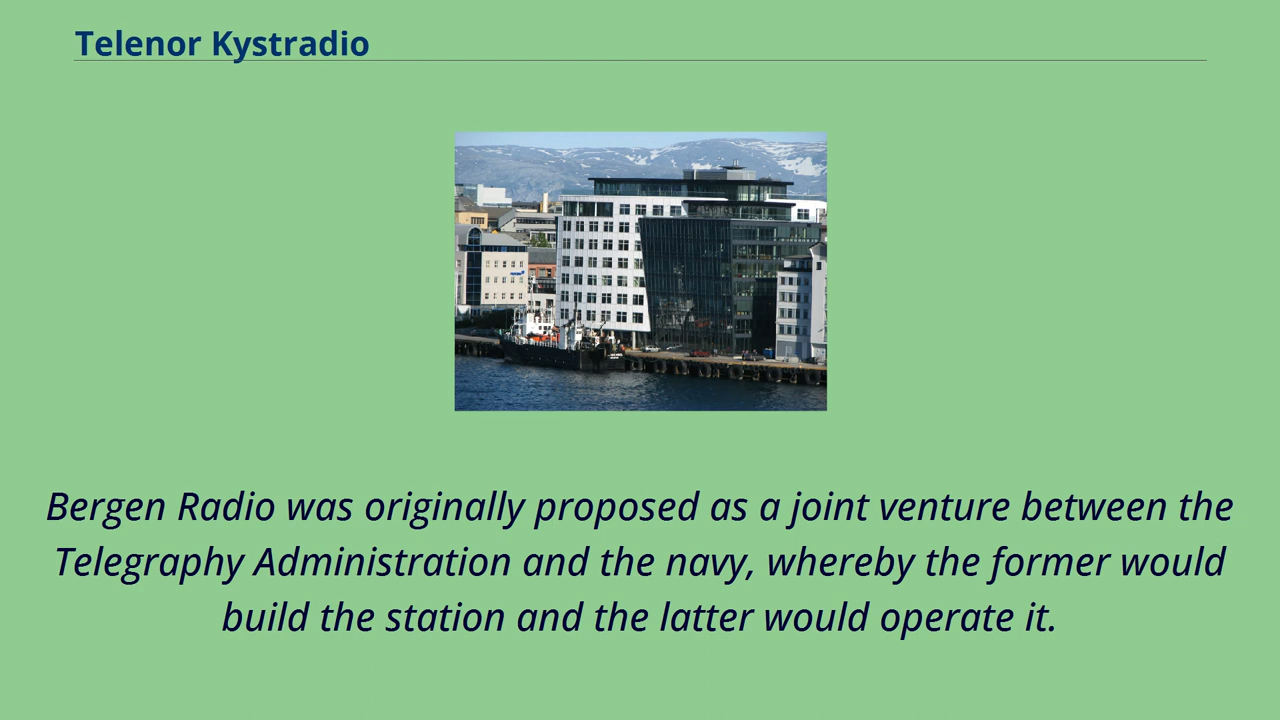 Telenor Kystradio
Bergen Radio was originally proposed as a joint venture between the
Telegraphy Administration and the navy, whereby the former would
build the station and the latter would operate it.